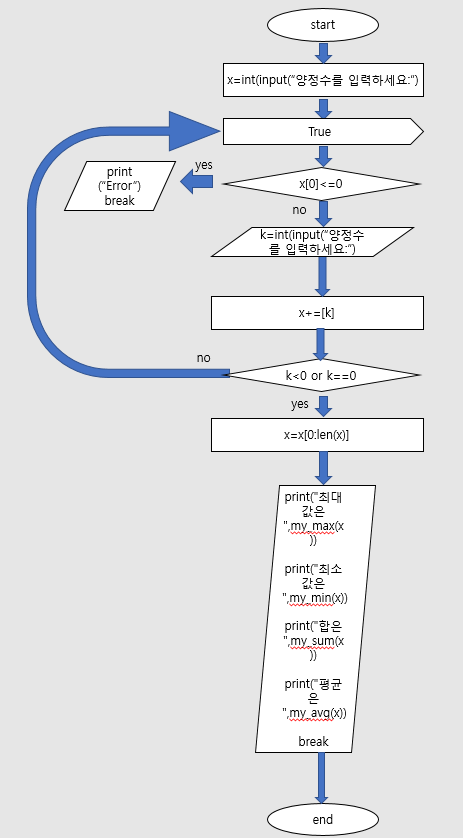 start
x=int(input("양정수를 입력하세요:")
True
yes
print
("Error")
break
x[0]<=0
no
k=int(input("양정수
를 입력하세요:")
x+=[k]
no
k<0 or k==0
yes
x=x[0:len(x)]
print("최대
값은
",my_max(x
))
print("최소
값은
",my_min(x))
print("합은
",my_sum(x
))
print("평균
은
",my_avg(x))
break
end